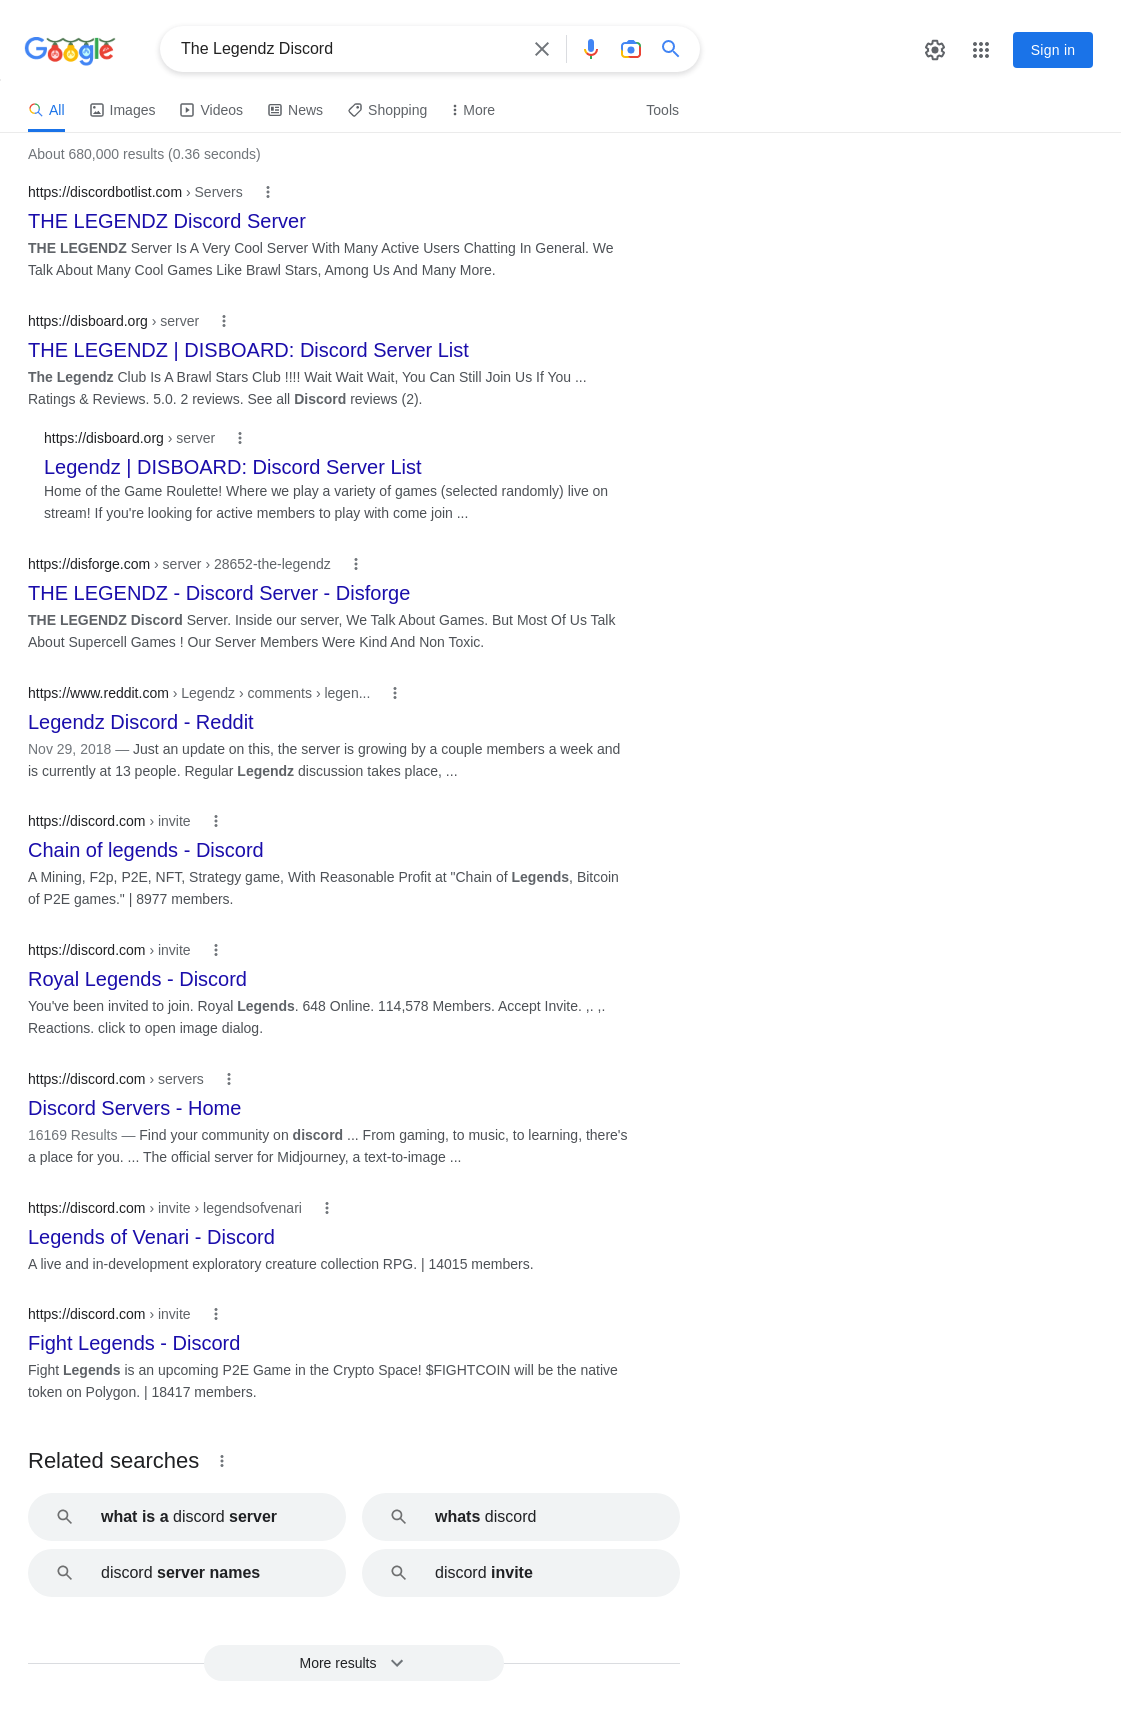 Google
The Legendz Discord
Sign in
All Images Videos News Shopping More Tools
About 680,000 results (0.36 seconds)
https://discordbotlist.com › Servers
THE LEGENDZ Discord Server
THE LEGENDZ Server Is A Very Cool Server With Many Active Users Chatting In General. We
Talk About Many Cool Games Like Brawl Stars, Among Us And Many More.
https://disboard.org › server
THE LEGENDZ | DISBOARD: Discord Server List
The Legendz Club Is A Brawl Stars Club !!!! Wait Wait Wait, You Can Still Join Us If You ...
Ratings & Reviews. 5.0. 2 reviews. See all Discord reviews (2).
https://disboard.org › server
Legendz | DISBOARD: Discord Server List
Home of the Game Roulette! Where we play a variety of games (selected randomly) live on
stream! If you're looking for active members to play with come join ...
https://disforge.com › server › 28652-the-legendz
THE LEGENDZ - Discord Server - Disforge
THE LEGENDZ Discord Server. Inside our server, We Talk About Games. But Most Of Us Talk
About Supercell Games ! Our Server Members Were Kind And Non Toxic.
https://www.reddit.com › Legendz › comments › legen...
Legendz Discord - Reddit
Nov 29, 2018 — Just an update on this, the server is growing by a couple members a week and
is currently at 13 people. Regular Legendz discussion takes place, ...
https://discord.com › invite
Chain of legends - Discord
A Mining, F2p, P2E, NFT, Strategy game, With Reasonable Profit at "Chain of Legends, Bitcoin
of P2E games." | 8977 members.
https://discord.com › invite
Royal Legends - Discord
You've been invited to join. Royal Legends. 648 Online. 114,578 Members. Accept Invite. ,. ,.
Reactions. click to open image dialog.
https://discord.com › servers
Discord Servers - Home
16169 Results — Find your community on discord ... From gaming, to music, to learning, there's
a place for you. ... The official server for Midjourney, a text-to-image ...
https://discord.com › invite › legendsofvenari
Legends of Venari - Discord
A live and in-development exploratory creature collection RPG. | 14015 members.
https://discord.com › invite
Fight Legends - Discord
Fight Legends is an upcoming P2E Game in the Crypto Space! $FIGHTCOIN will be the native
token on Polygon. | 18417 members.
Related searches
what is a discord server
whats discord
discord server names
discord invite
More results